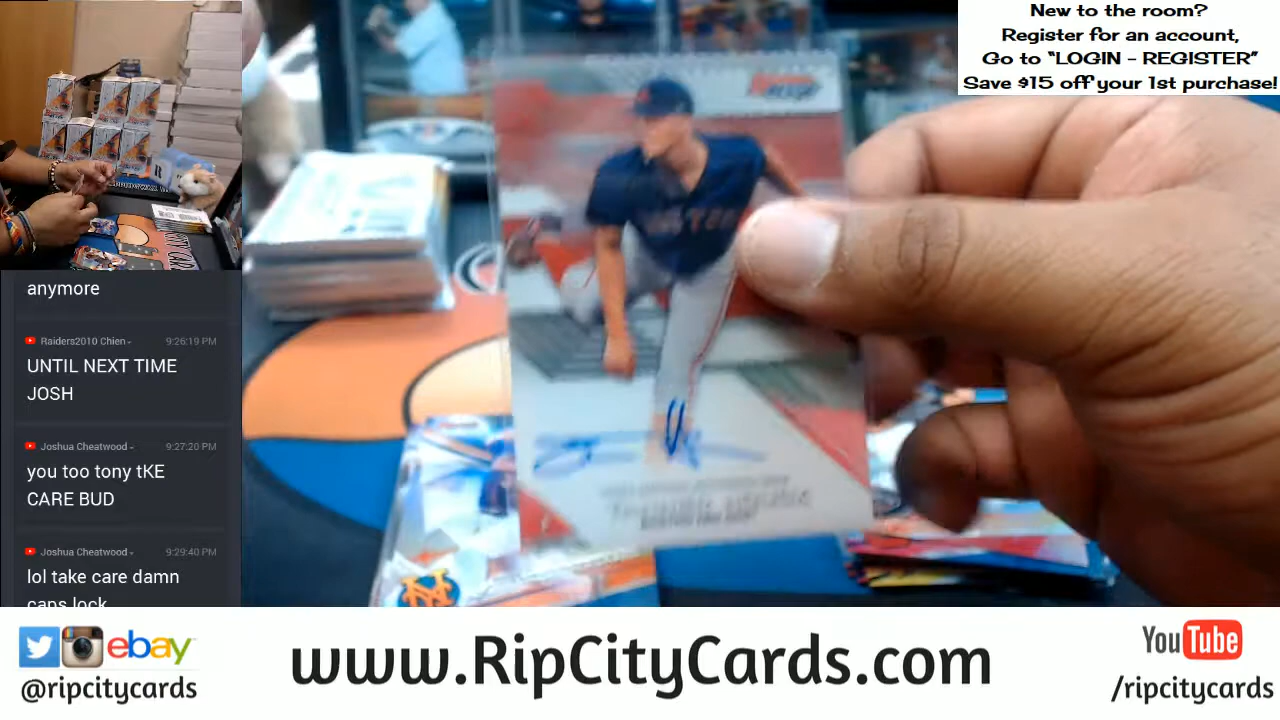 New to the room?
Register for an account,
Go to "LOGIN - REGISTER"
Save $15 off your 1st purchase!
anymore
Raiders2010 Chien
9:26:19 PM
UNTIL NEXT TIME
JOSH
Joshua Cheatwood
9:27:20 PM
you too tony tKE
CARE BUD
Joshua Cheatwood
9:29:40 PM
lol take care damn
caps lock
ebay
@ripcitycards
www.RipCityCards.com
YouTube
/ripcitycards